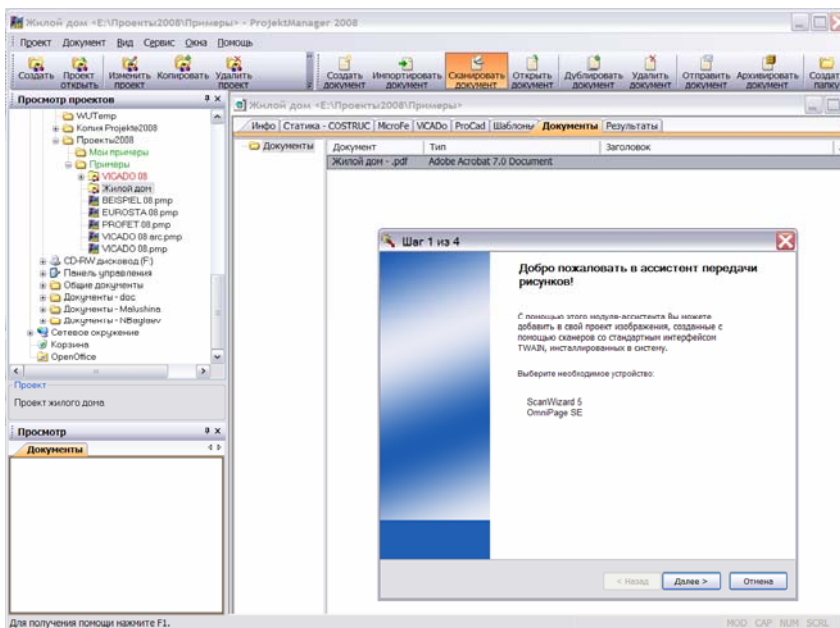 Жилой дом <E:\Проекты2008\Примеры> - ProjektManager 2008
Проект Документ Вид Сервис Окна Помощь
Создать Проект открыть Изменить проект Копировать Удалить проект Создать документ Импортировать документ Сканировать документ Открыть документ Дублировать документ Удалить документ Отправить документ Архивировать документ Создат папку
Просмотр проектов
WUTemp
Копия Projekte2008
Проекты2008
Мои примеры
Примеры
VICADO 08
Жилой дом
BEISPIEL 08.pmp
EUROSTA 08.pmp
PROFET 08.pmp
VICADO 08 arc.pmp
VICADO 08.pmp
CD-RW дисковод (F:)
Панель управления
Общие документы
Документы - doc
Документы - Malushina
Документы - NBaylaev
Сетевое окружение
Корзина
OpenOffice
Проект
Проект жилого дома
Просмотр
Документы
Жилой дом <E:\Проекты2008\Примеры>
Инфо Статика - COSTRUC MicroFe ViCADo ProCad Шаблоны Документы Результаты
Документы
Документ Тип Заголовок
Жилой дом - .pdf Adobe Acrobat 7.0 Document
Шаг 1 из 4
Добро пожаловать в ассистент передачи
рисунков!
С помощью этого модуля-ассистента Вы можете
добавить в свой проект изображения, созданные с
помощью сканеров со стандартным интерфейсом
TWAIN, инсталлированных в систему.
Выберите необходимое устройство:
ScanWizard 5
OmniPage SE
< Назад Далее > Отмена
Для получения помощи нажмите F1.
MOD CAP NUM SCRL